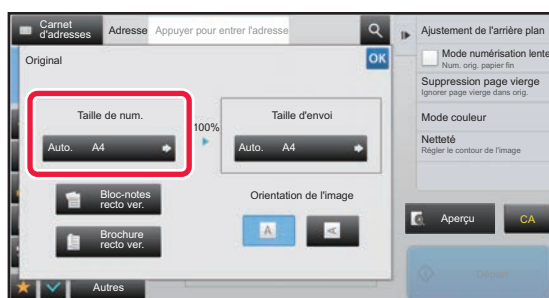 Carnet
d'adresses
Adresse
Appuyer pour entrer l'adresse
Original
OK
Taille de num.
100%
Taille d'envoi
Auto. A4
Auto. A4
Bloc-notes
recto ver.
Orientation de l'image
Brochure
recto ver.
A
A
Autres
Ajustement de l'arrière plan
Mode numérisation lente
Num. orig. papier fin
Suppression page vierge
Ignorer page vierge dans orig.
Mode couleur
Netteté
Régler le contour de l'image
Aperçu
CA
Départ